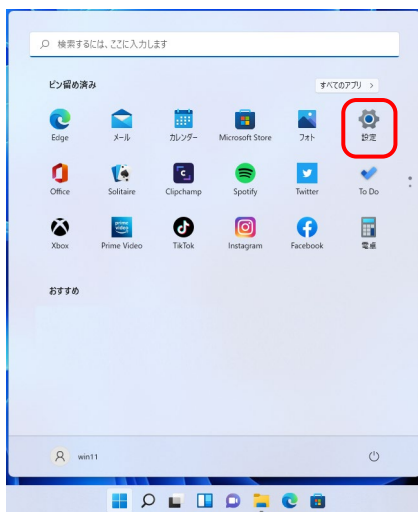 検索するには、ここに入力します
ピン留め済み
すべてのアプリ >
Edge
メール
カレンダー
Microsoft Store
フォト
設定
Office
Solitaire
Clipchamp
Spotify
Twitter
To Do
Xbox
prime video
Prime Video
TikTok
Instagram
Facebook
電卓
おすすめ
win11